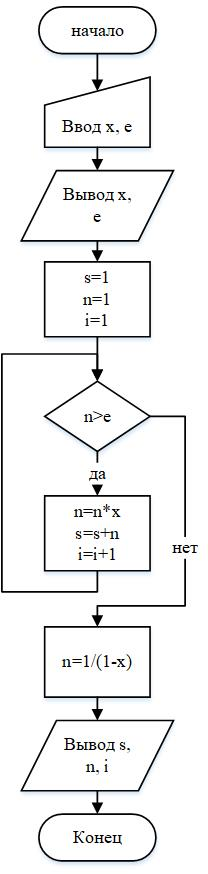 начало
Ввод x, e
Вывод x,
e
s=1
n=1
i=1
n>e
да
n=n*x
s=s+n
i=i+1
нет
n=1/(1-x)
Вывод s,
n, i
Конец